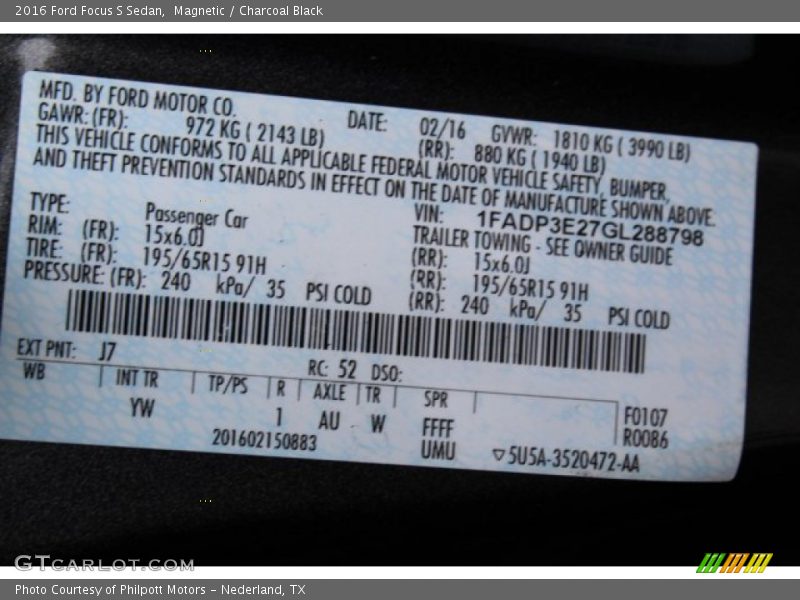 2016 Ford Focus S Sedan,  Magnetic / Charcoal Black
MFD. BY FORD MOTOR CO.
DATE: 02/16 GVWR: 1810 KG ( 3990 LB)
GAWR: (FR): 972 KG ( 2143 LB) (RR): 880 KG ( 1940 LB)
THIS VEHICLE CONFORMS TO ALL APPLICABLE FEDERAL MOTOR VEHICLE SAFETY, BUMPER,
AND THEFT PREVENTION STANDARDS IN EFFECT ON THE DATE OF MANUFACTURE SHOWN ABOVE.
VIN: 1FADP3E27GL288798
TYPE: Passenger Car TRAILER TOWING - SEE OWNER GUIDE
RIM: (FR): 15x6.0J (RR): 15x6.0J
TIRE: (FR): 195/65R15 91H (RR): 195/65R15 91H
PRESSURE: (FR): 240 kPa/ 35 PSI COLD (RR): 240 kPa/ 35 PSI COLD
EXT PNT: J7 RC: 52 DSO:
WB INT TR TP/PS R AXLE TR SPR
YW 1 AU W FFFF F0107
UMU R0086
201602150883 5U5A-3520472-AA
GTCARLOT.COM
Photo Courtesy of Philpott Motors - Nederland, TX